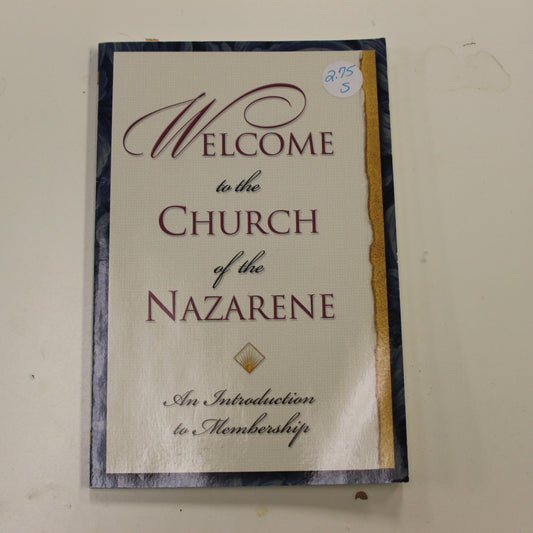 2.75
S
WELCOME
to the
CHURCH
of the
NAZARENE
An Introduction
to Membership